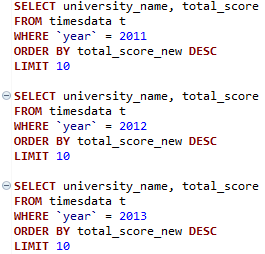 SELECT university_name, total_score
FROM timesdata t
WHERE `year` = 2011
ORDER BY total_score_new DESC
LIMIT 10
SELECT university_name, total_score
FROM timesdata t
WHERE `year` = 2012
ORDER BY total_score_new DESC
LIMIT 10
SELECT university_name, total_score
FROM timesdata t
WHERE `year` = 2013
ORDER BY total_score_new DESC
LIMIT 10